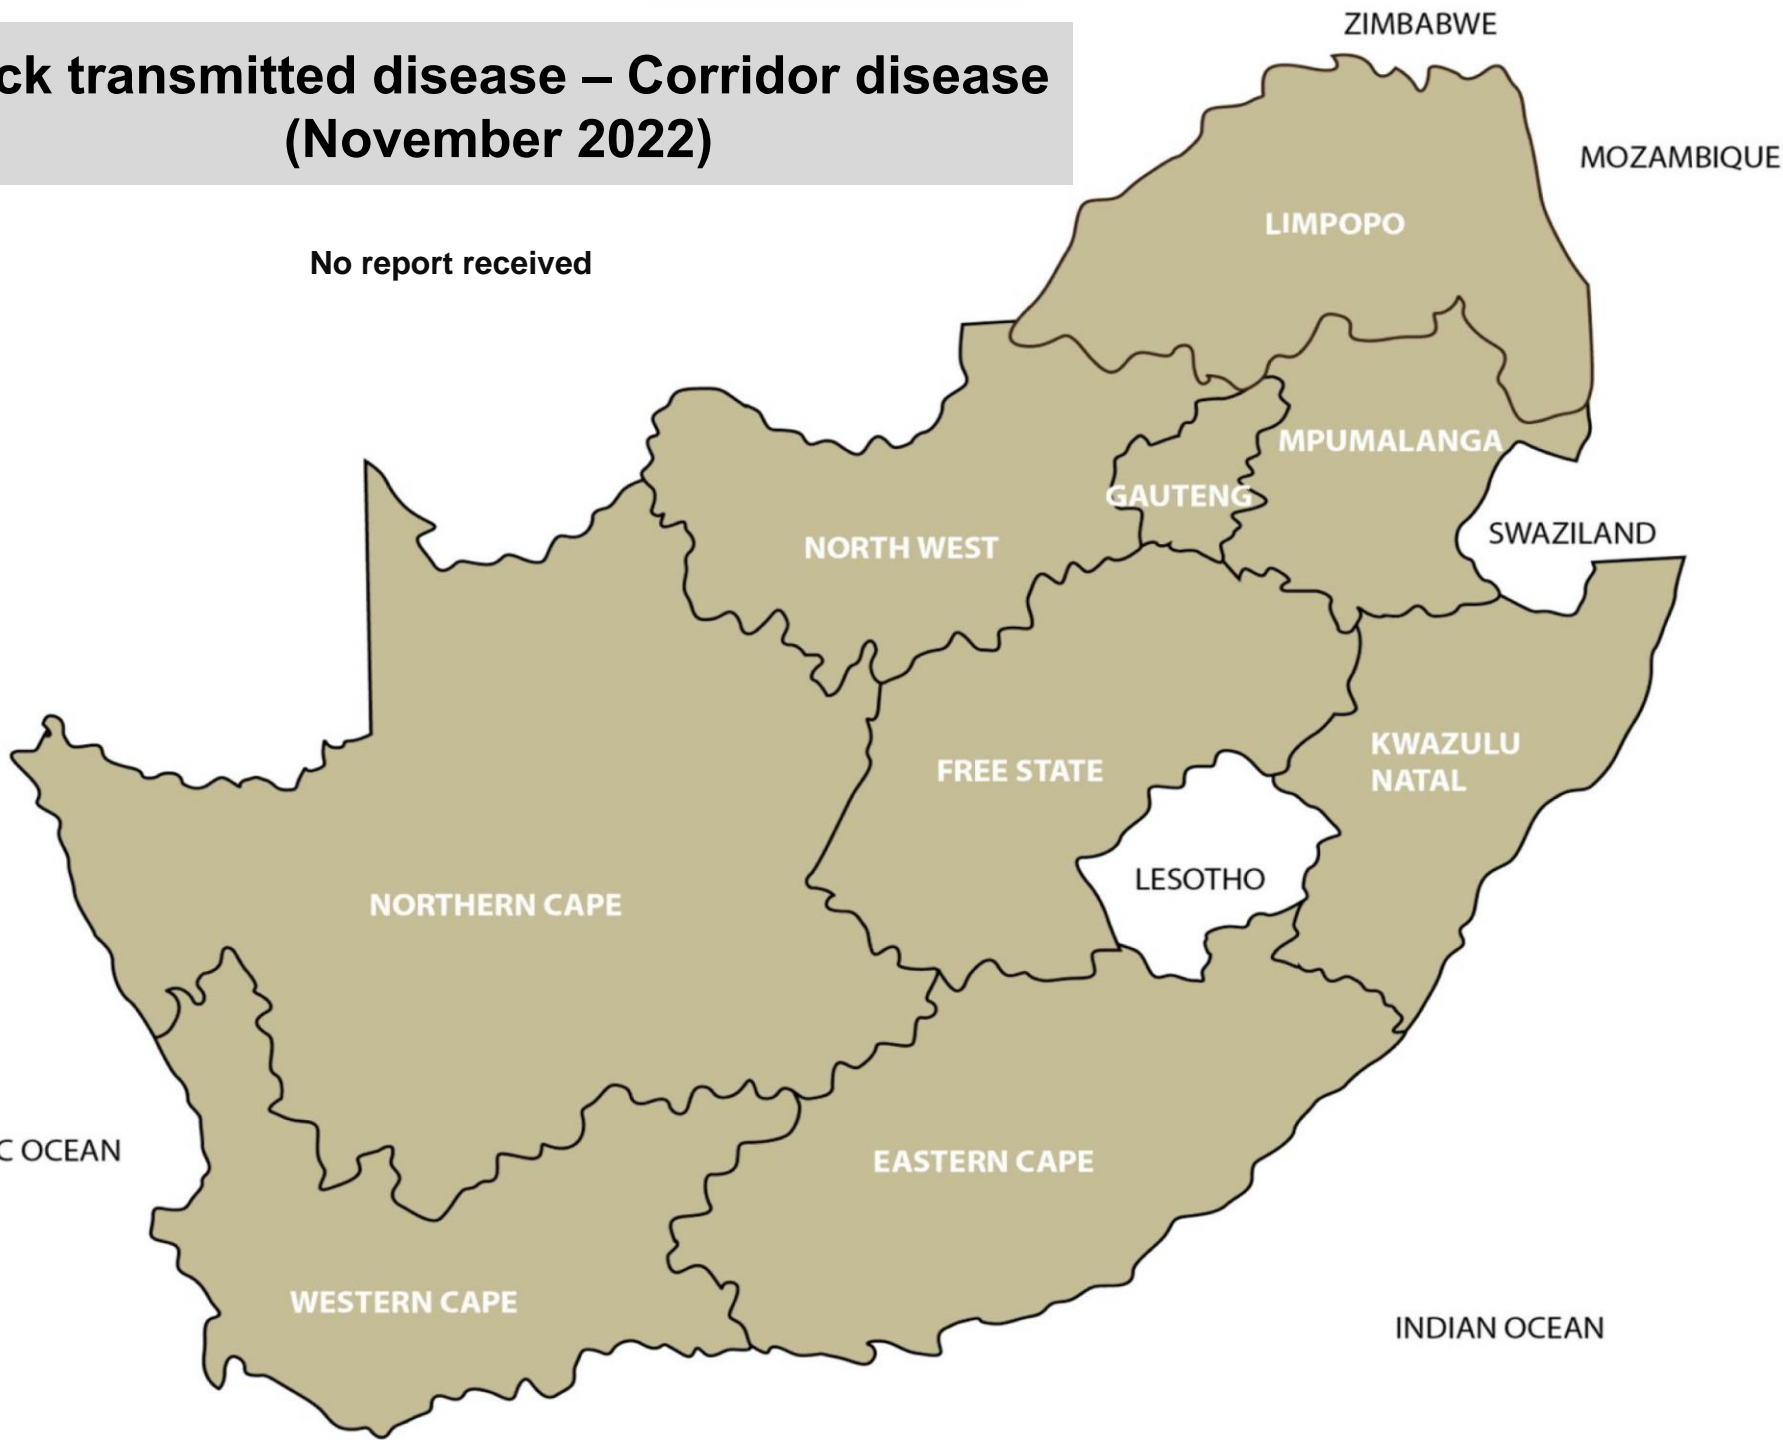 ck transmitted disease – Corridor disease
(November 2022)
ZIMBABWE
MOZAMBIQUE
LIMPOPO
No report received
MPUMALANGA
GAUTENG
SWAZILAND
NORTH WEST
KWAZULU
NATAL
FREE STATE
LESOTHO
NORTHERN CAPE
C OCEAN
EASTERN CAPE
WESTERN CAPE
INDIAN OCEAN